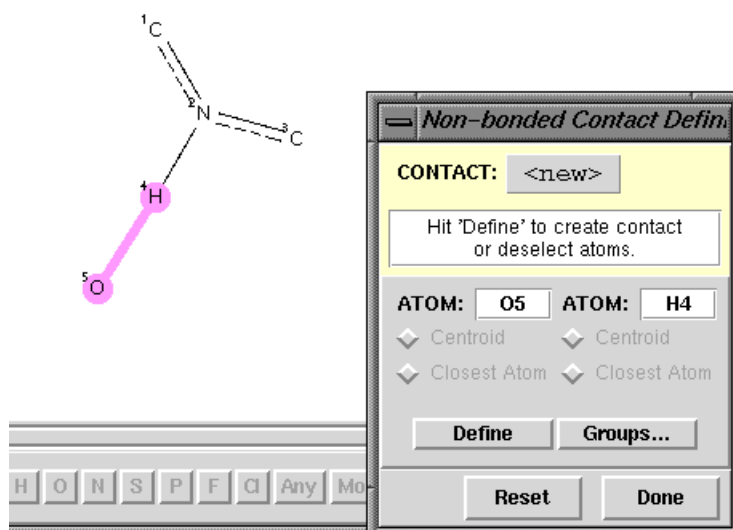 1C
2N
3C
4H
5O
H O N S P F Cl Any Mo
Non-bonded Contact Defin
CONTACT: <new>
Hit 'Define' to create contact
or deselect atoms.
ATOM: O5 ATOM: H4
Centroid Centroid
Closest Atom Closest Atom
Define Groups...
Reset Done